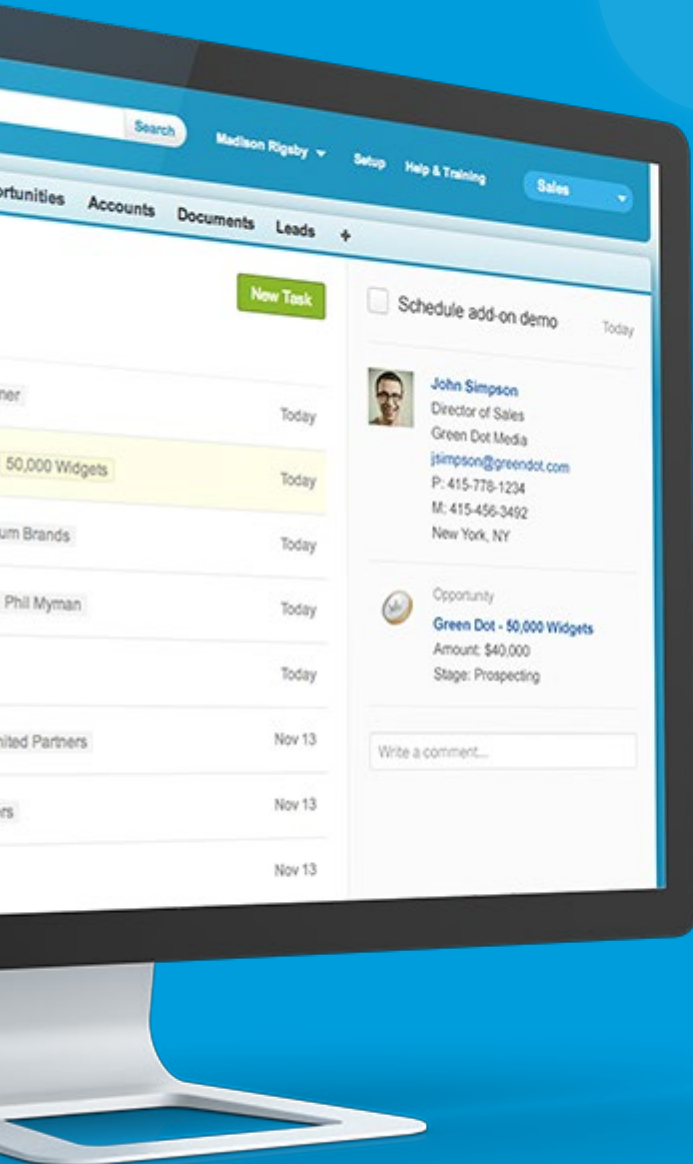 Search
Madison Rigsby
Setup
Help & Training
Sales
ortunities
Accounts
Documents
Leads
+
New Task
ner
Today
50,000 Widgets
Today
um Brands
Today
Phil Myman
Today
Today
nited Partners
Nov 13
rs
Nov 13
Nov 13
Schedule add-on demo
Today
John Simpson
Director of Sales
Green Dot Media
jsimpson@greendot.com
P: 415-778-1234
M: 415-456-3492
New York, NY
Opportunity
Green Dot - 50,000 Widgets
Amount: $40,000
Stage: Prospecting
Write a comment...